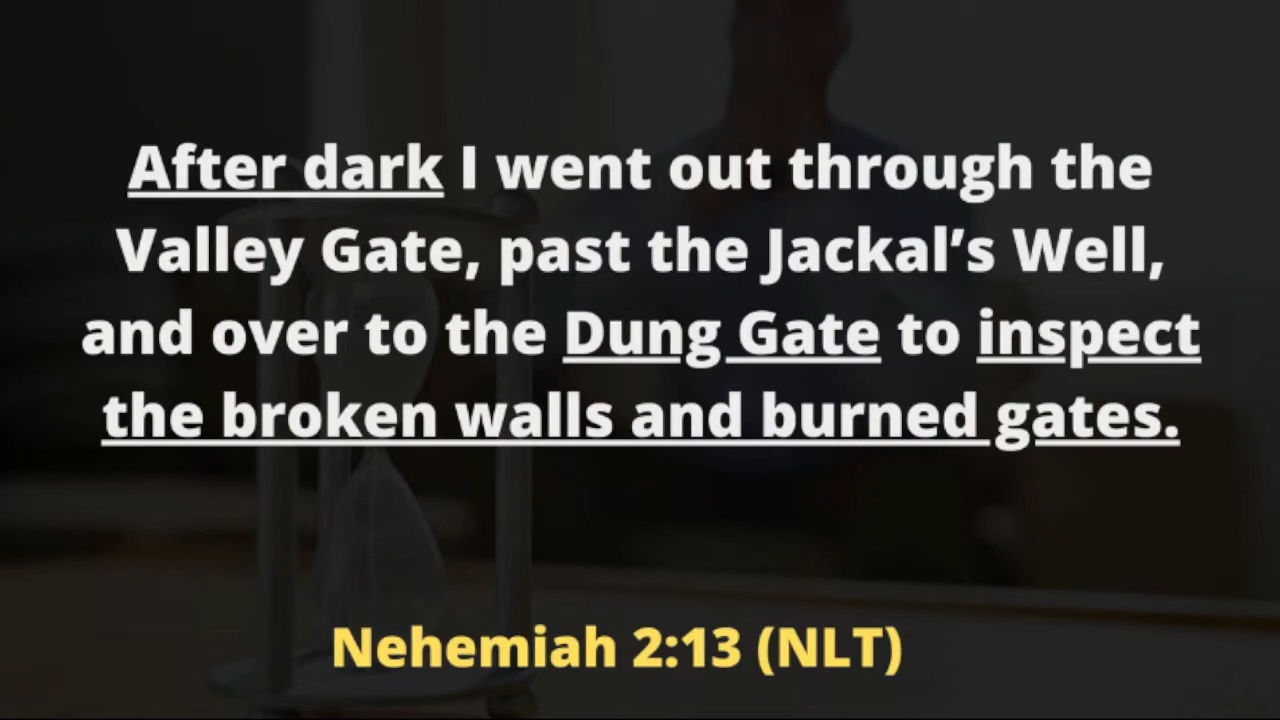 After dark I went out through the
Valley Gate, past the Jackal’s Well,
and over to the Dung Gate to inspect
the broken walls and burned gates.
Nehemiah 2:13 (NLT)